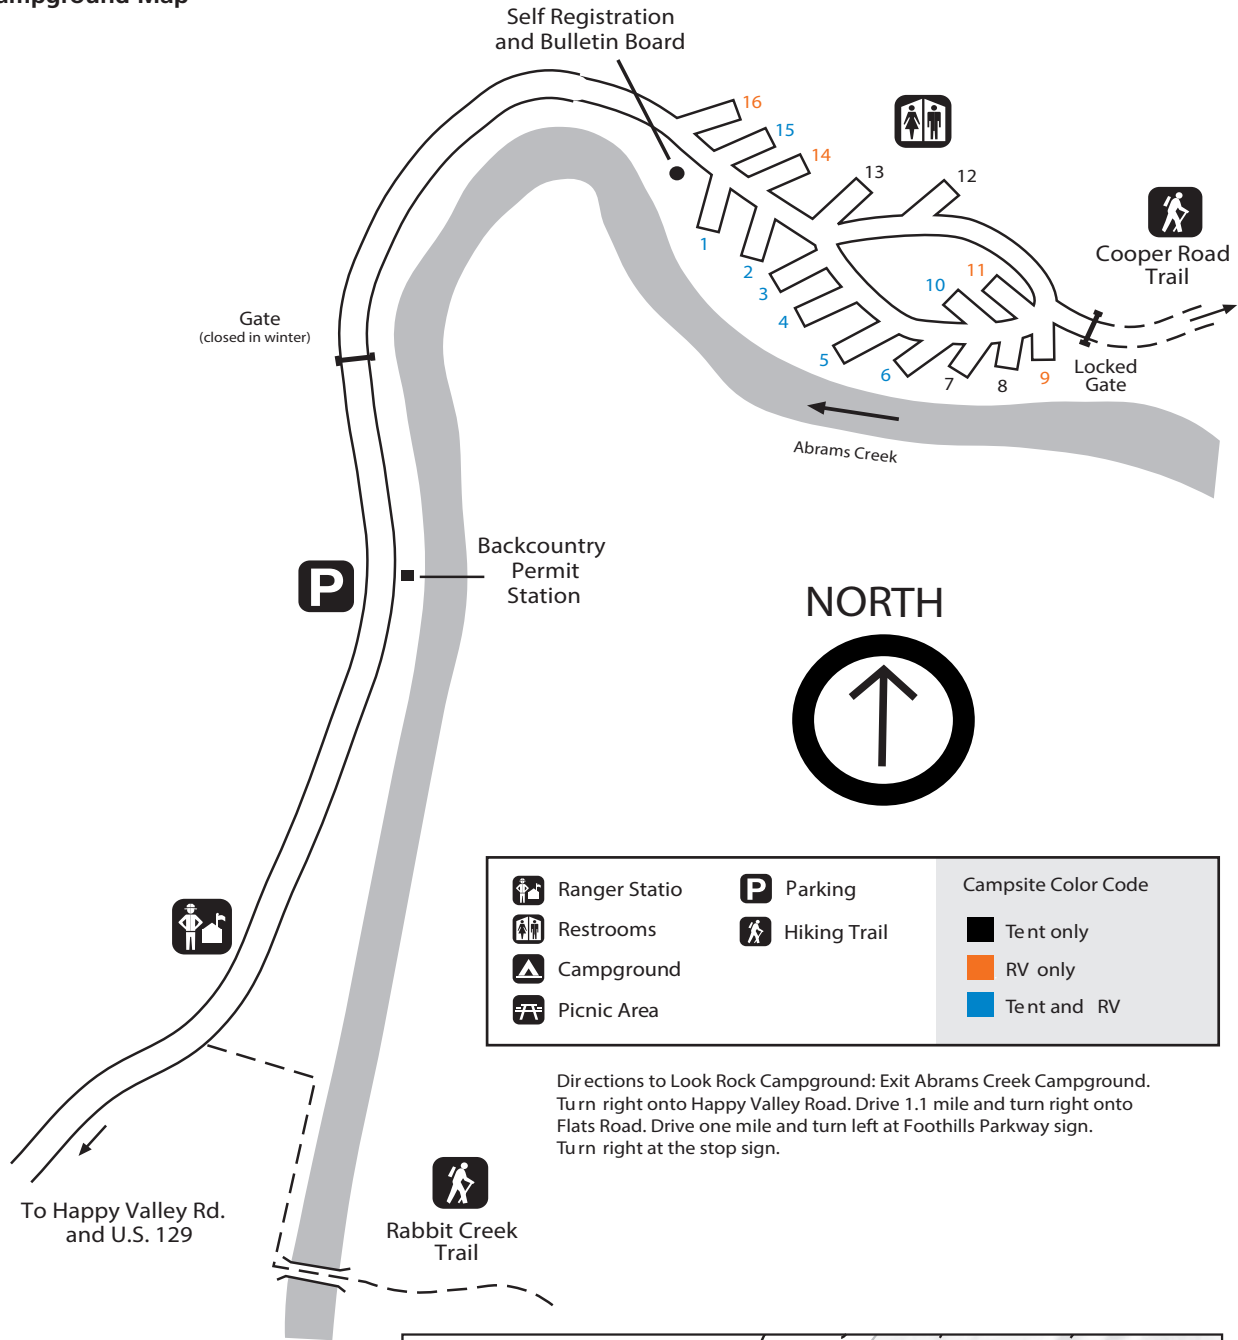 Campground Map
Self Registration
and Bulletin Board
16
15
14
13
12
1
2
3
4
5
6
7
8
9
10
11
Cooper Road
Trail
Gate
(closed in winter)
Locked
Gate
Abrams Creek
P
Backcountry
Permit
Station
NORTH
Ranger Statio
Restrooms
Campground
Picnic Area
P Parking
Hiking Trail
Campsite Color Code
Tent only
RV only
Tent and RV
Directions to Look Rock Campground: Exit Abrams Creek Campground.
Turn right onto Happy Valley Road. Drive 1.1 mile and turn right onto
Flats Road. Drive one mile and turn left at Foothills Parkway sign.
Turn right at the stop sign.
To Happy Valley Rd.
and U.S. 129
Rabbit Creek
Trail